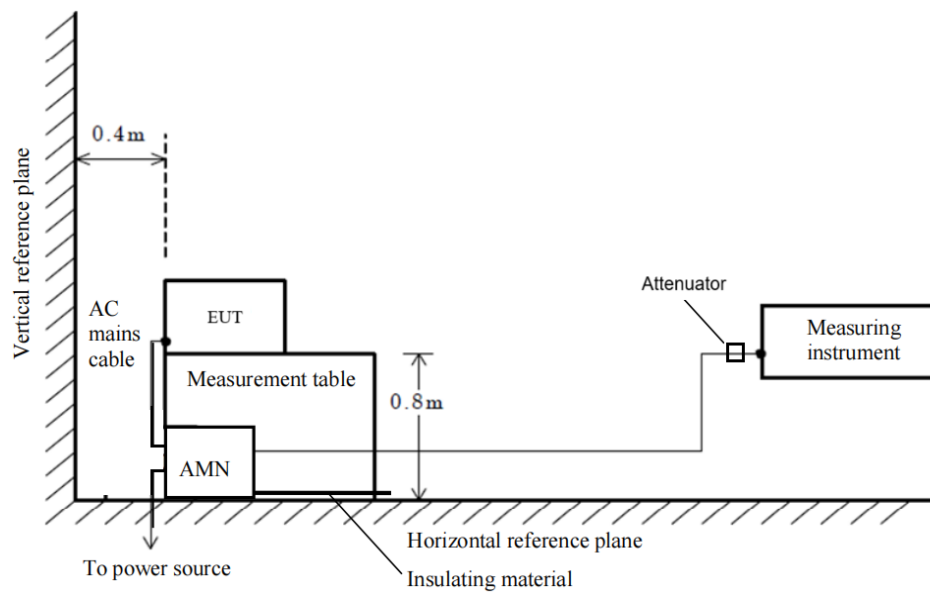 Vertical reference plane
0.4m
AC
mains
cable
EUT
Measurement table
0.8m
AMN
Attenuator
Measuring
instrument
Horizontal reference plane
To power source
Insulating material